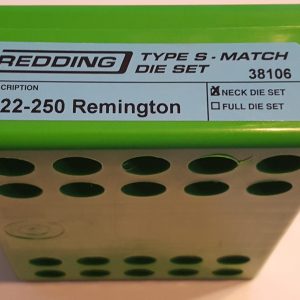 REDDING TYPE S - MATCH
DIE SET
38106
CRIPTION
22-250 Remington
NECK DIE SET
FULL DIE SET